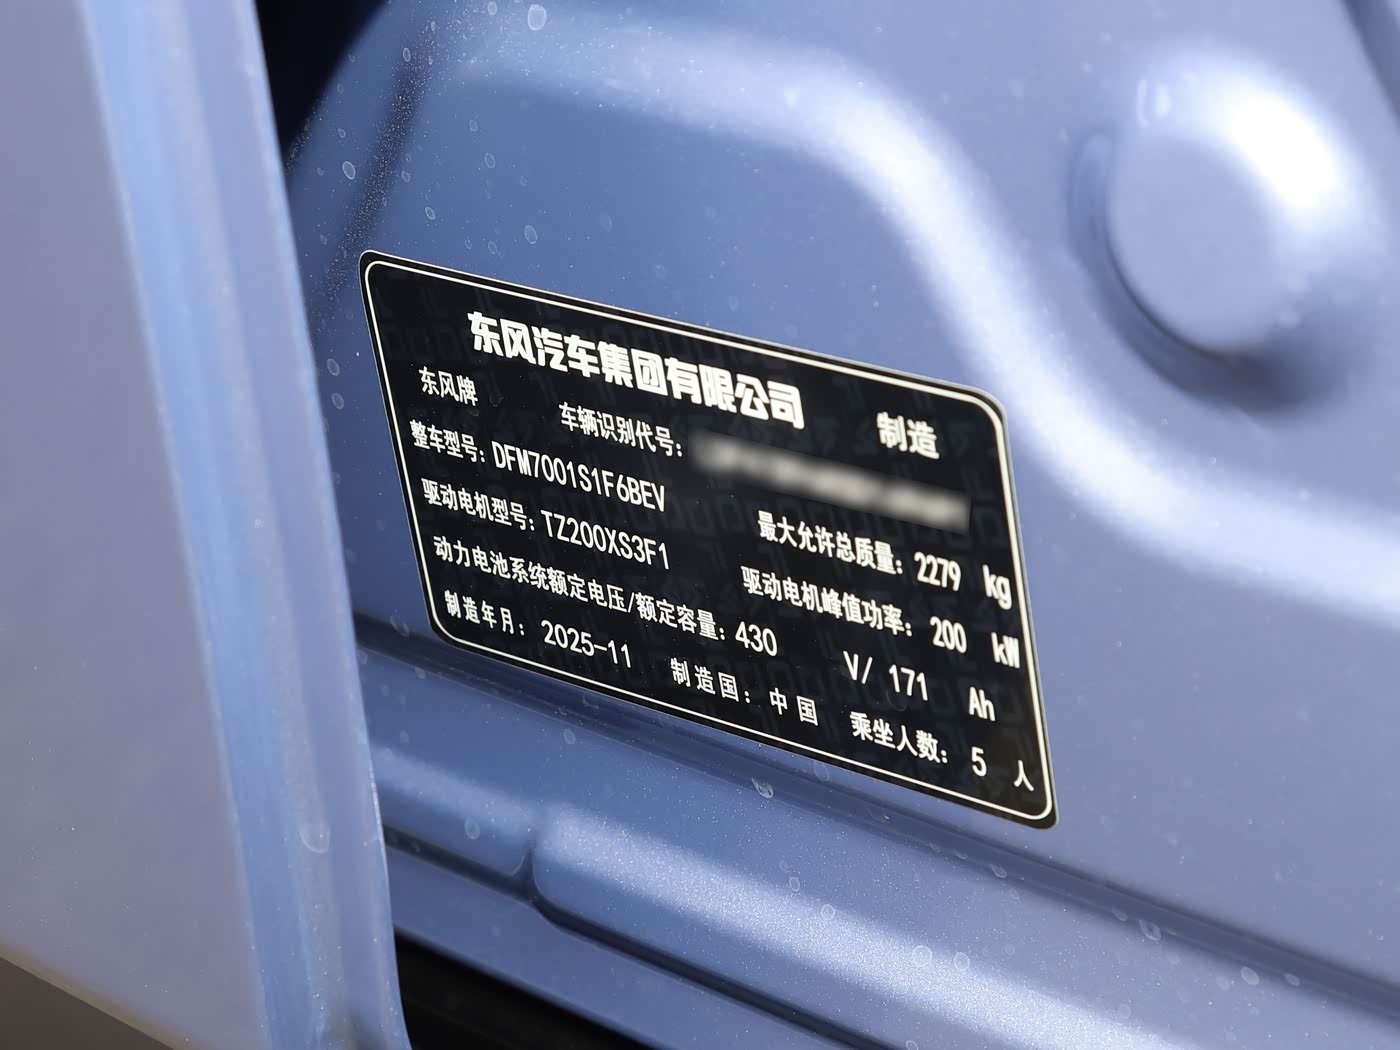 东风汽车集团有限公司 制造
东风牌 车辆识别代号：
整车型号：DFM7001S1F6BEV 最大允许总质量：2279 kg
驱动电机型号：TZ200XS3F1 驱动电机峰值功率：200 kW
动力电池系统额定电压/额定容量：430 V/ 171 Ah
制造年月：2025-11 制造国：中国 乘坐人数：5 人